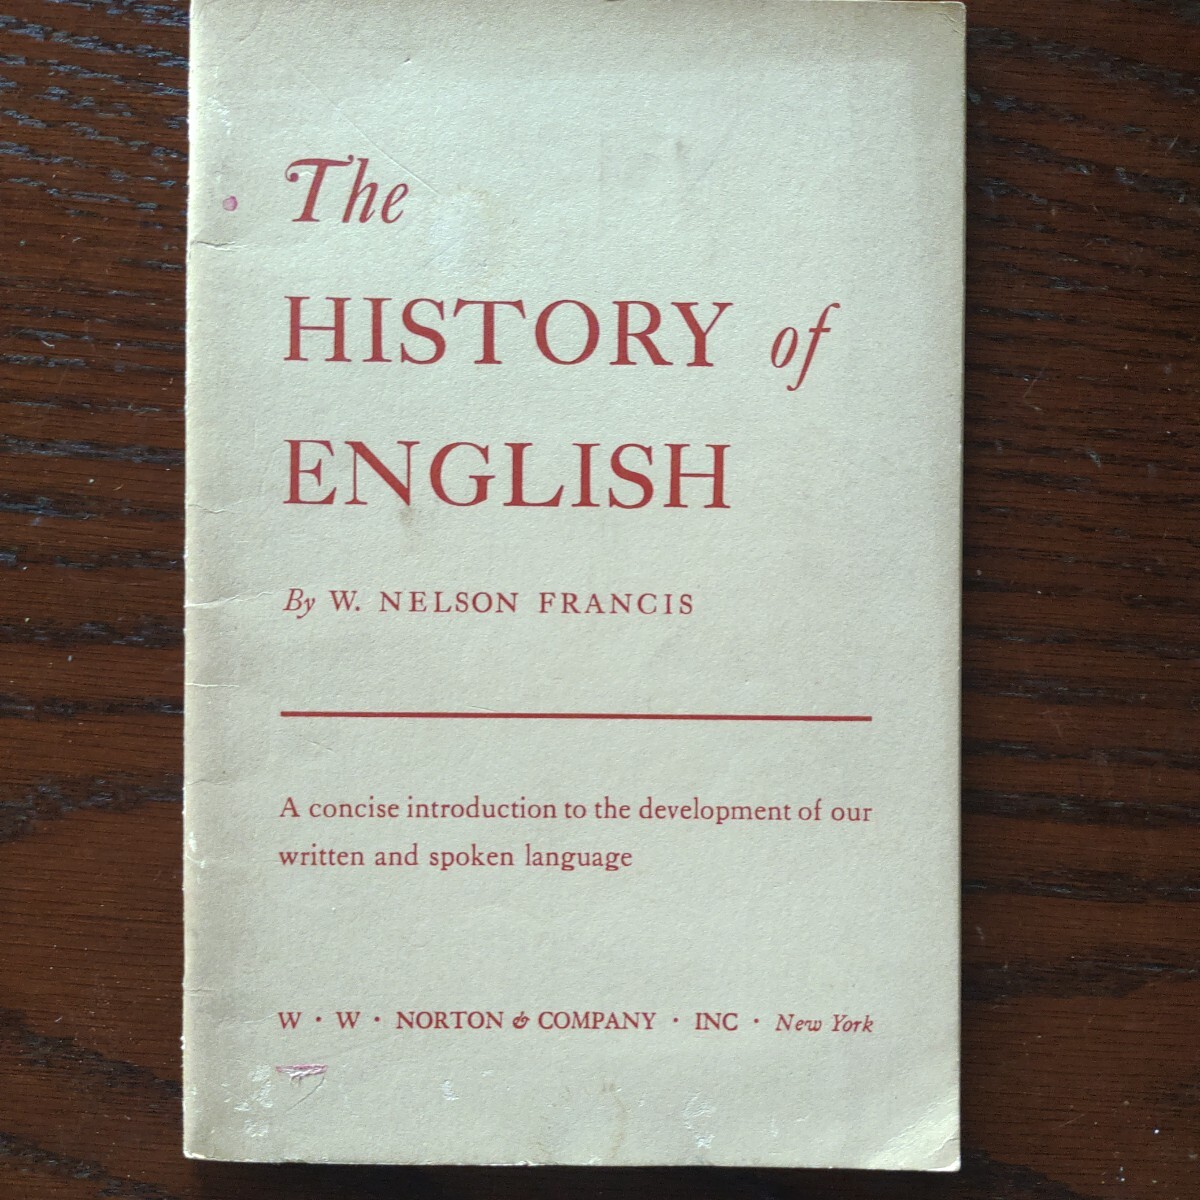 The
HISTORY of
ENGLISH
By W. NELSON FRANCIS
A concise introduction to the development of our
written and spoken language
W · W · NORTON & COMPANY · INC · New York